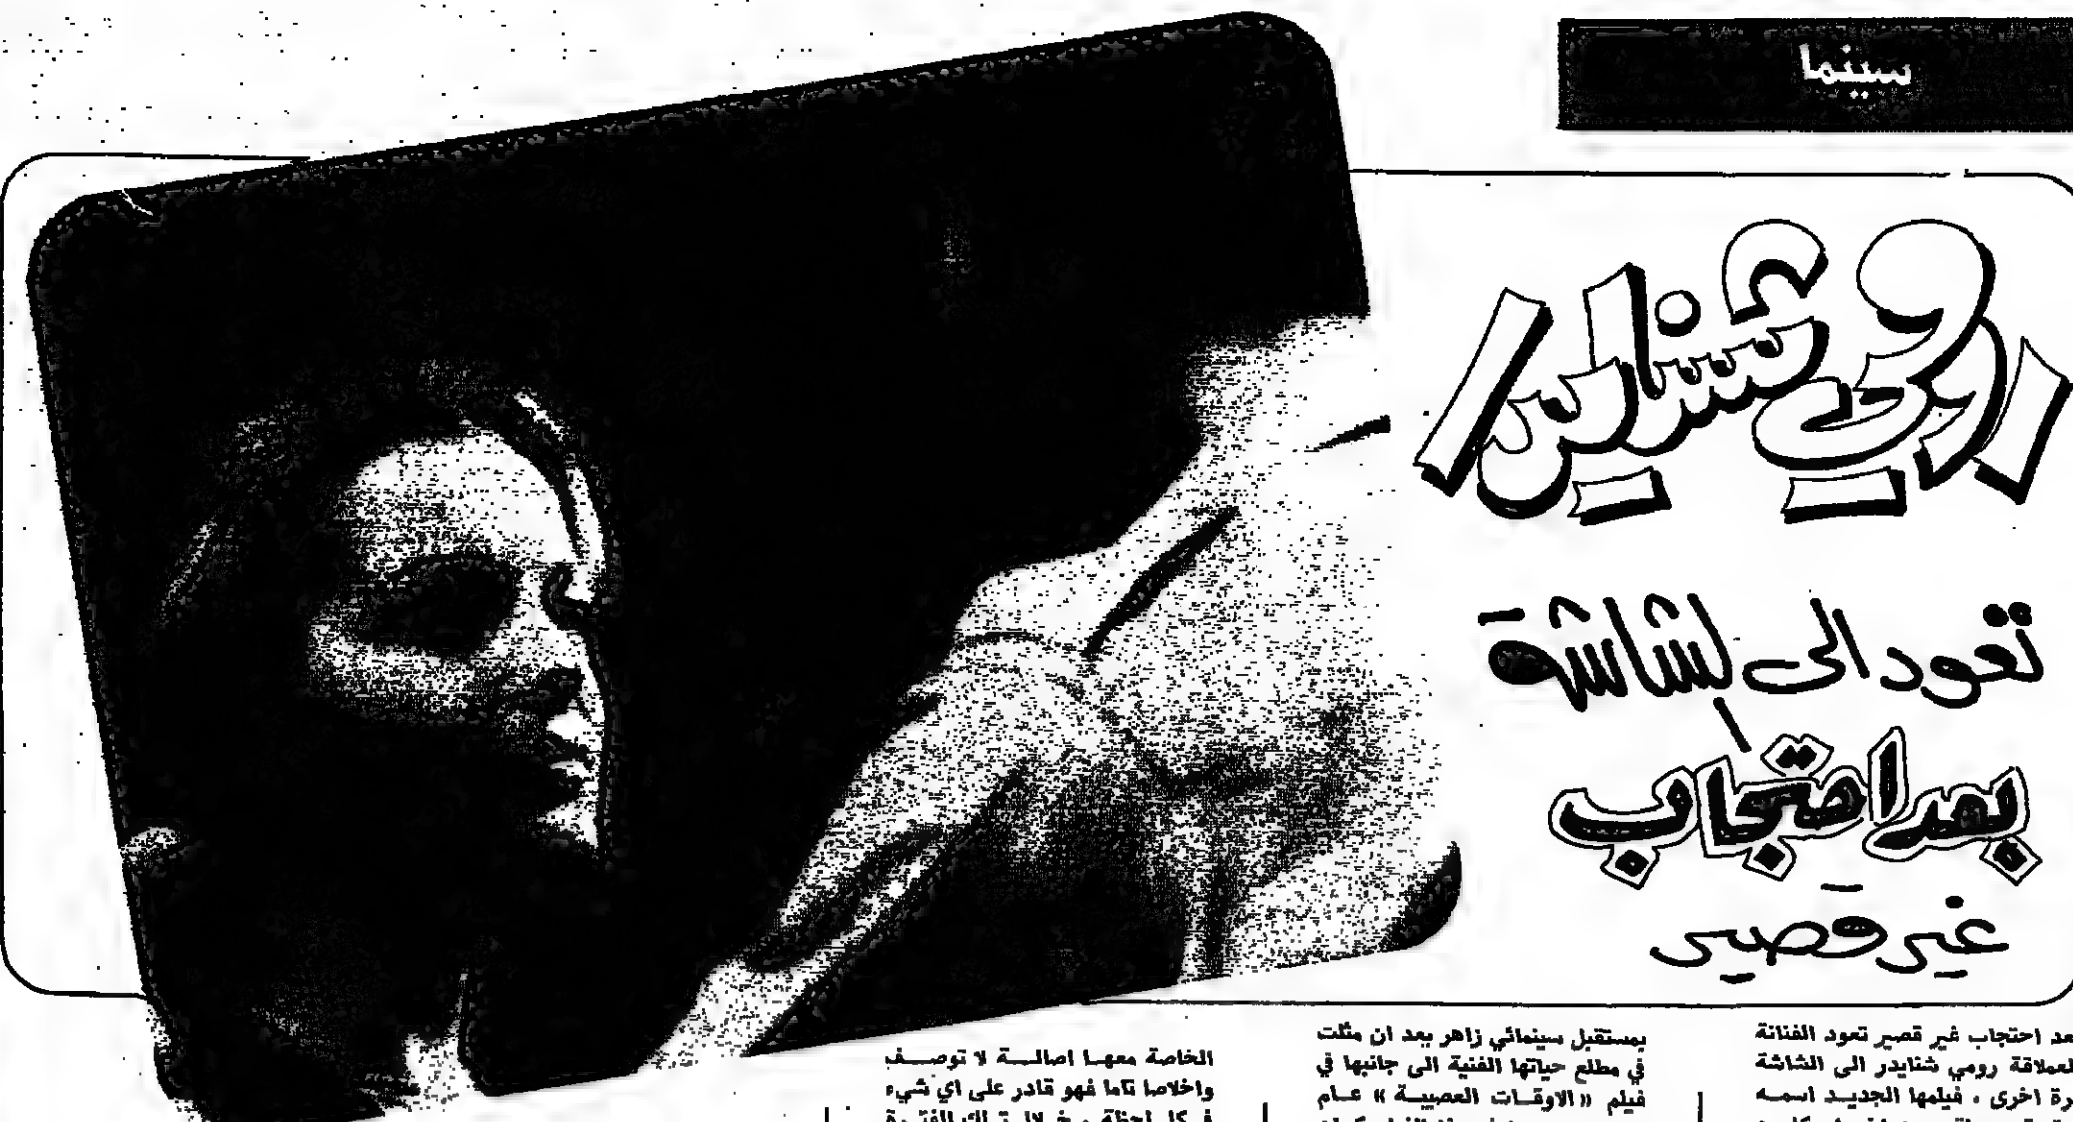 سينما
رومي شنايدر
تعود الى الشاشة
بعد احتجاب
غير قصير
عد احتجاب غير قصير تعود الفنانة
لعملاقة رومي شنايدر الى الشاشة
رة اخرى ، فيلمها الجديد اسمه
بمستقبل سينمائي زاهر بعد ان مثلت
في مطلع حياتها الفنية الى جانبها في
فيلم « الاوقات العصيبة » عام
الخاصة معها اصالة لا توصف
واخلاصا تاما فهو قادر على اي شيء